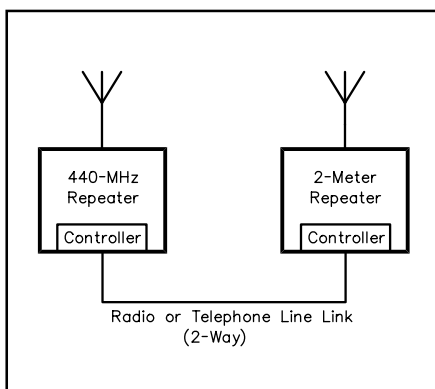 440-MHz
Repeater
Controller
2-Meter
Repeater
Controller
Radio or Telephone Line Link
(2-Way)